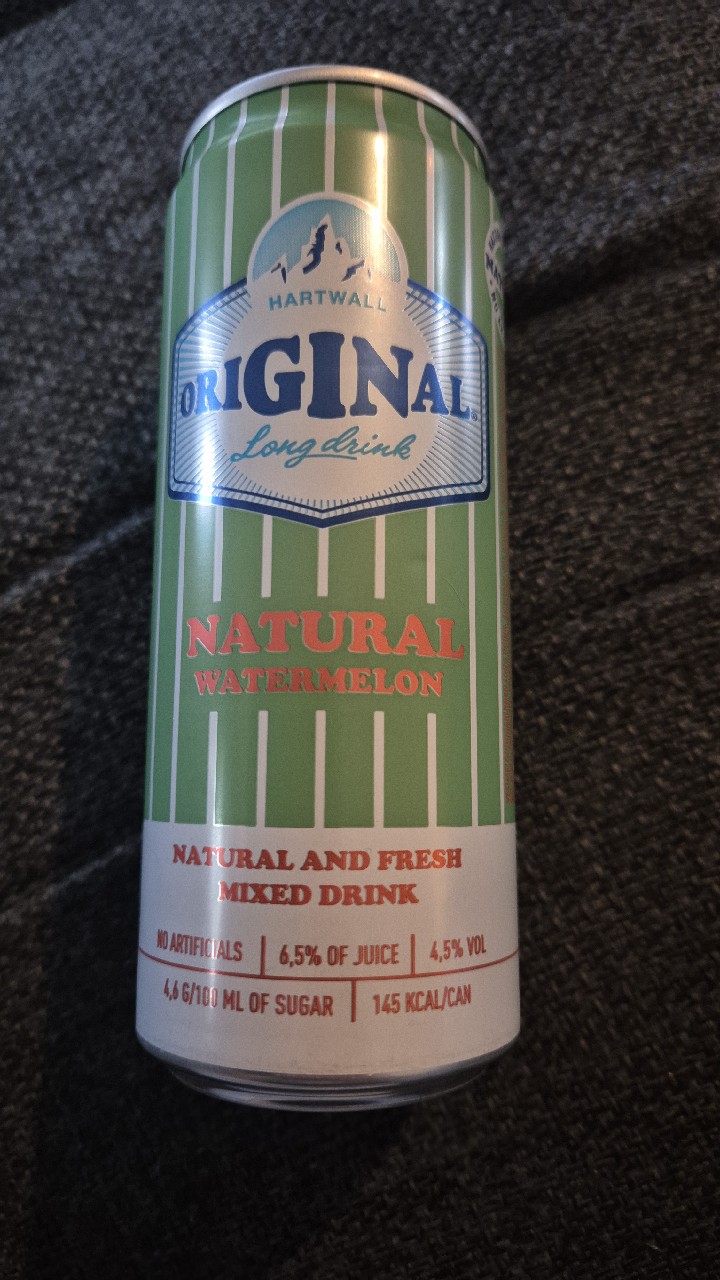 HARTWALL
ORIGINAL
Long drink
NATURAL
WATERMELON
NATURAL AND FRESH
MIXED DRINK
NO ARTIFICIALS | 6,5% OF JUICE | 4,5% VOL
4,6 G/100 ML OF SUGAR | 145 KCAL/CAN